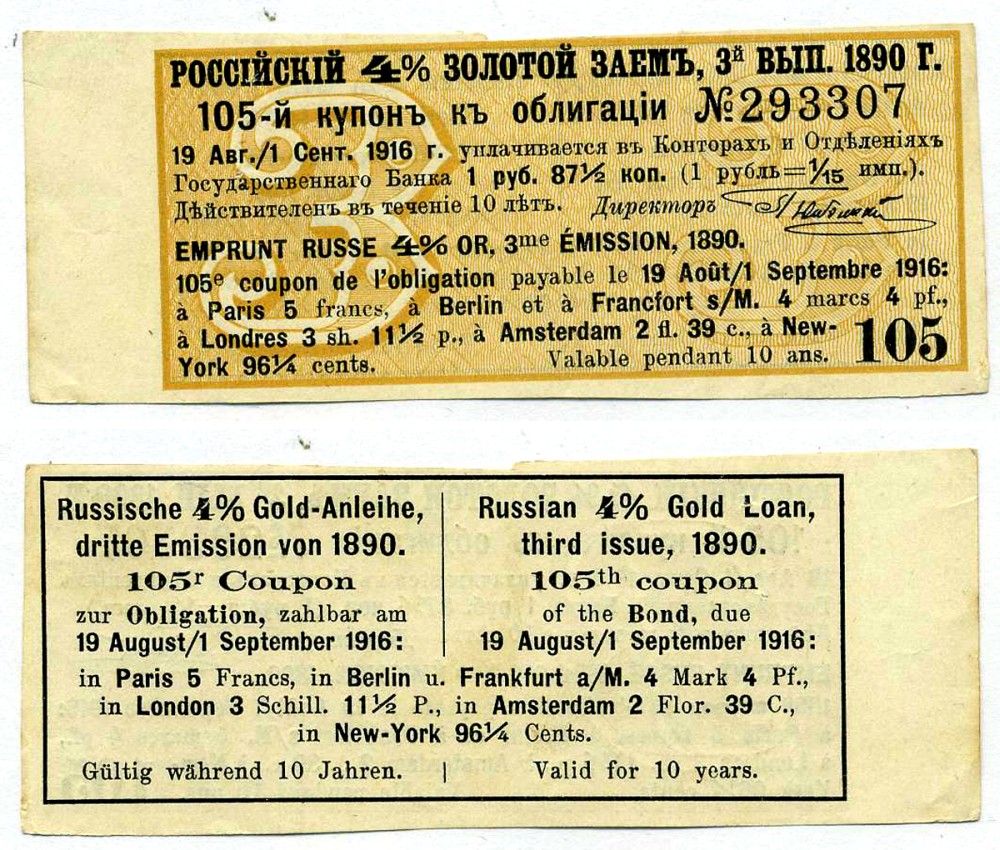 РОССІЙСКІЙ 4% ЗОЛОТОЙ ЗАЕМЪ, 3й ВЫП. 1890 Г.
105-й купонъ къ облигаціи №293307
19 Авг./1 Сент. 1916 г. уплачивается въ Конторахъ и Отдѣленіяхъ
Государственнаго Банка 1 руб. 87½ коп. (1 рубль=1/15 имп.).
Дѣйствителенъ въ теченіе 10 лѣтъ. Директоръ
EMPRUNT RUSSE 4% OR, 3me ÉMISSION, 1890.
105e coupon de l'obligation payable le 19 Août/1 Septembre 1916:
à Paris 5 francs, à Berlin et à Francfort s/M. 4 marcs 4 pf.,
à Londres 3 sh. 11½ p., à Amsterdam 2 fl. 39 c., à New-
York 96¼ cents. Valable pendant 10 ans. 105
Russische 4% Gold-Anleihe,
dritte Emission von 1890.
105r Coupon
zur Obligation, zahlbar am
19 August/1 September 1916:
Russian 4% Gold Loan,
third issue, 1890.
105th coupon
of the Bond, due
19 August/1 September 1916:
in Paris 5 Francs, in Berlin u. Frankfurt a/M. 4 Mark 4 Pf.,
in London 3 Schill. 11½ P., in Amsterdam 2 Flor. 39 C.,
in New-York 96¼ Cents.
Gültig während 10 Jahren. Valid for 10 years.